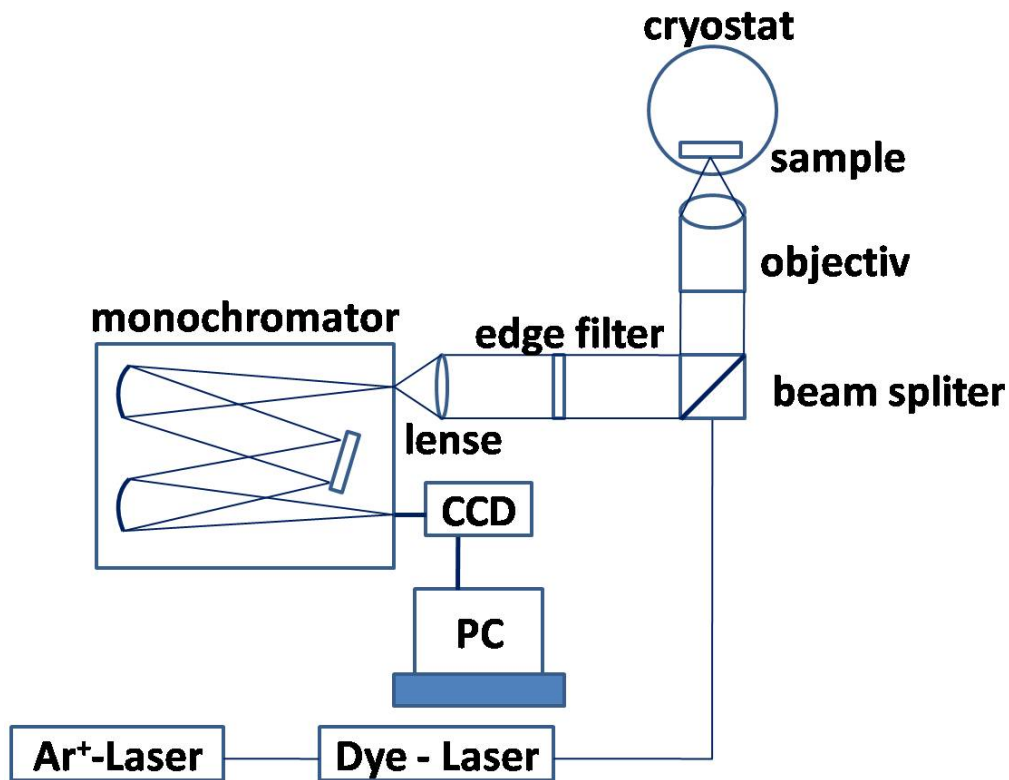 cryostat
sample
objectiv
monochromator
edge filter
beam spliter
lense
CCD
PC
Ar⁺-Laser
Dye - Laser